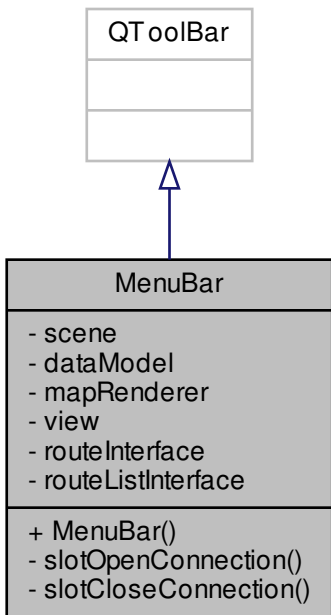 QToolBar
MenuBar
- scene
- dataModel
- mapRenderer
- view
- routeInterface
- routeListInterface
+ MenuBar()
- slotOpenConnection()
- slotCloseConnection()